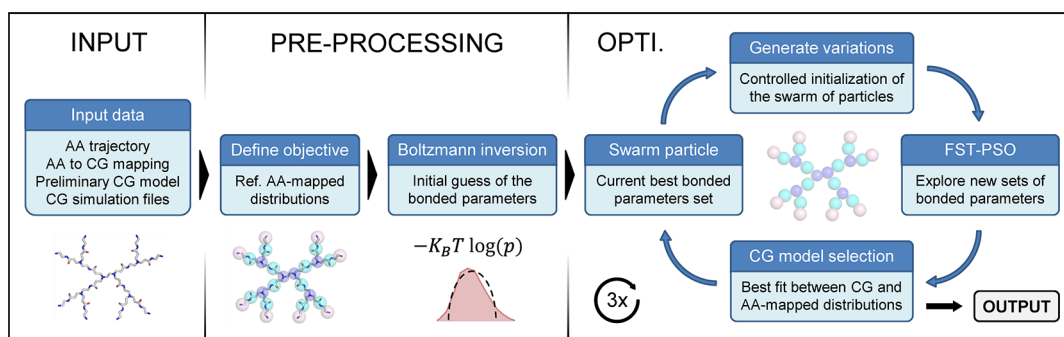 INPUT
Input data
AA trajectory
AA to CG mapping
Preliminary CG model
CG simulation files
PRE-PROCESSING
Define objective
Ref. AA-mapped
distributions
Boltzmann inversion
Initial guess of the
bonded parameters
−K_BT log(p)
OPTI.
Generate variations
Controlled initialization of
the swarm of particles
Swarm particle
Current best bonded
parameters set
FST-PSO
Explore new sets of
bonded parameters
CG model selection
Best fit between CG and
AA-mapped distributions
3x
OUTPUT